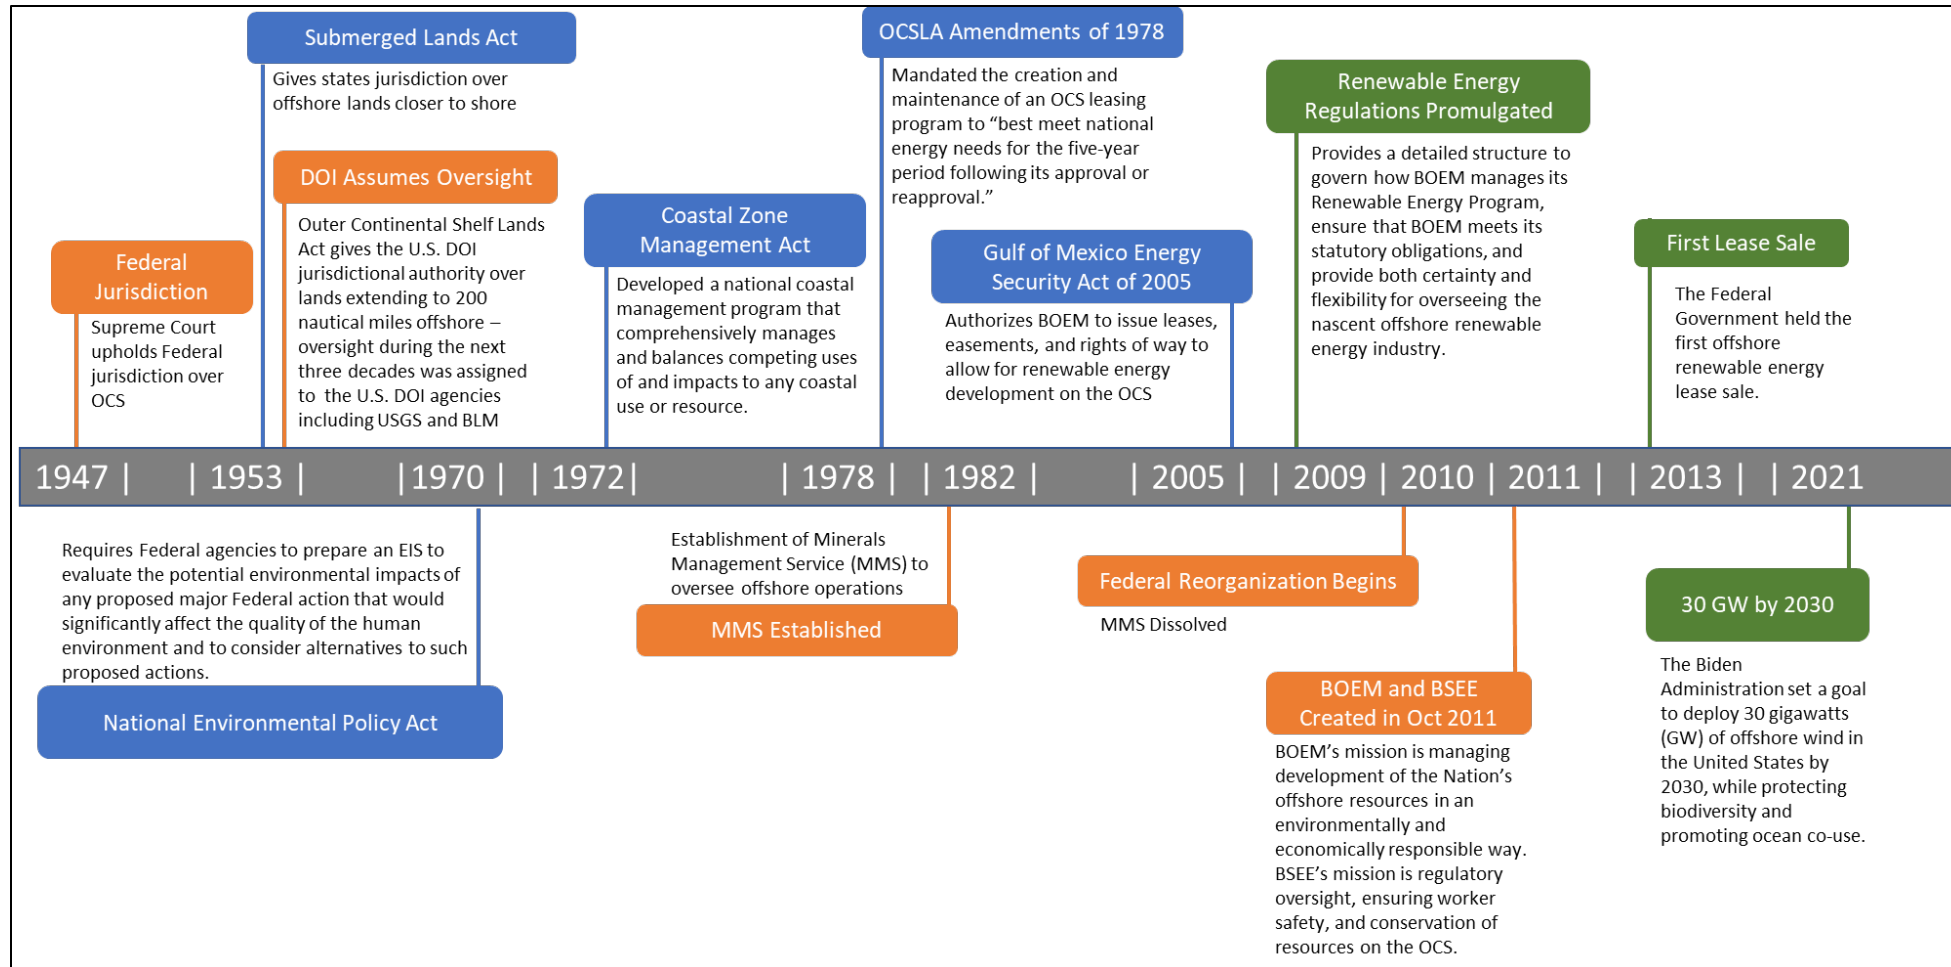 Submerged Lands Act
Gives states jurisdiction over
offshore lands closer to shore
DOI Assumes Oversight
Outer Continental Shelf Lands
Act gives the U.S. DOI
jurisdictional authority over
lands extending to 200
nautical miles offshore –
oversight during the next
three decades was assigned
to the U.S. DOI agencies
including USGS and BLM
Federal
Jurisdiction
Supreme Court
upholds Federal
jurisdiction over
OCS
Coastal Zone
Management Act
Developed a national coastal
management program that
comprehensively manages
and balances competing uses
of and impacts to any coastal
use or resource.
OCSLA Amendments of 1978
Mandated the creation and
maintenance of an OCS leasing
program to “best meet national
energy needs for the five-year
period following its approval or
reapproval.”
Gulf of Mexico Energy
Security Act of 2005
Authorizes BOEM to issue leases,
easements, and rights of way to
allow for renewable energy
development on the OCS
Renewable Energy
Regulations Promulgated
Provides a detailed structure to
govern how BOEM manages its
Renewable Energy Program,
ensure that BOEM meets its
statutory obligations, and
provide both certainty and
flexibility for overseeing the
nascent offshore renewable
energy industry.
First Lease Sale
The Federal
Government held the
first offshore
renewable energy
lease sale.
1947 | | 1953 | | 1970 | | 1972 | | 1978 | | 1982 | | 2005 | | 2009 | 2010 | 2011 | | 2013 | | 2021
Requires Federal agencies to prepare an EIS to
evaluate the potential environmental impacts of
any proposed major Federal action that would
significantly affect the quality of the human
environment and to consider alternatives to such
proposed actions.
National Environmental Policy Act
Establishment of Minerals
Management Service (MMS) to
oversee offshore operations
MMS Established
Federal Reorganization Begins
MMS Dissolved
BOEM and BSEE
Created in Oct 2011
BOEM’s mission is managing
development of the Nation’s
offshore resources in an
environmentally and
economically responsible way.
BSEE’s mission is regulatory
oversight, ensuring worker
safety, and conservation of
resources on the OCS.
30 GW by 2030
The Biden
Administration set a goal
to deploy 30 gigawatts
(GW) of offshore wind in
the United States by
2030, while protecting
biodiversity and
promoting ocean co-use.